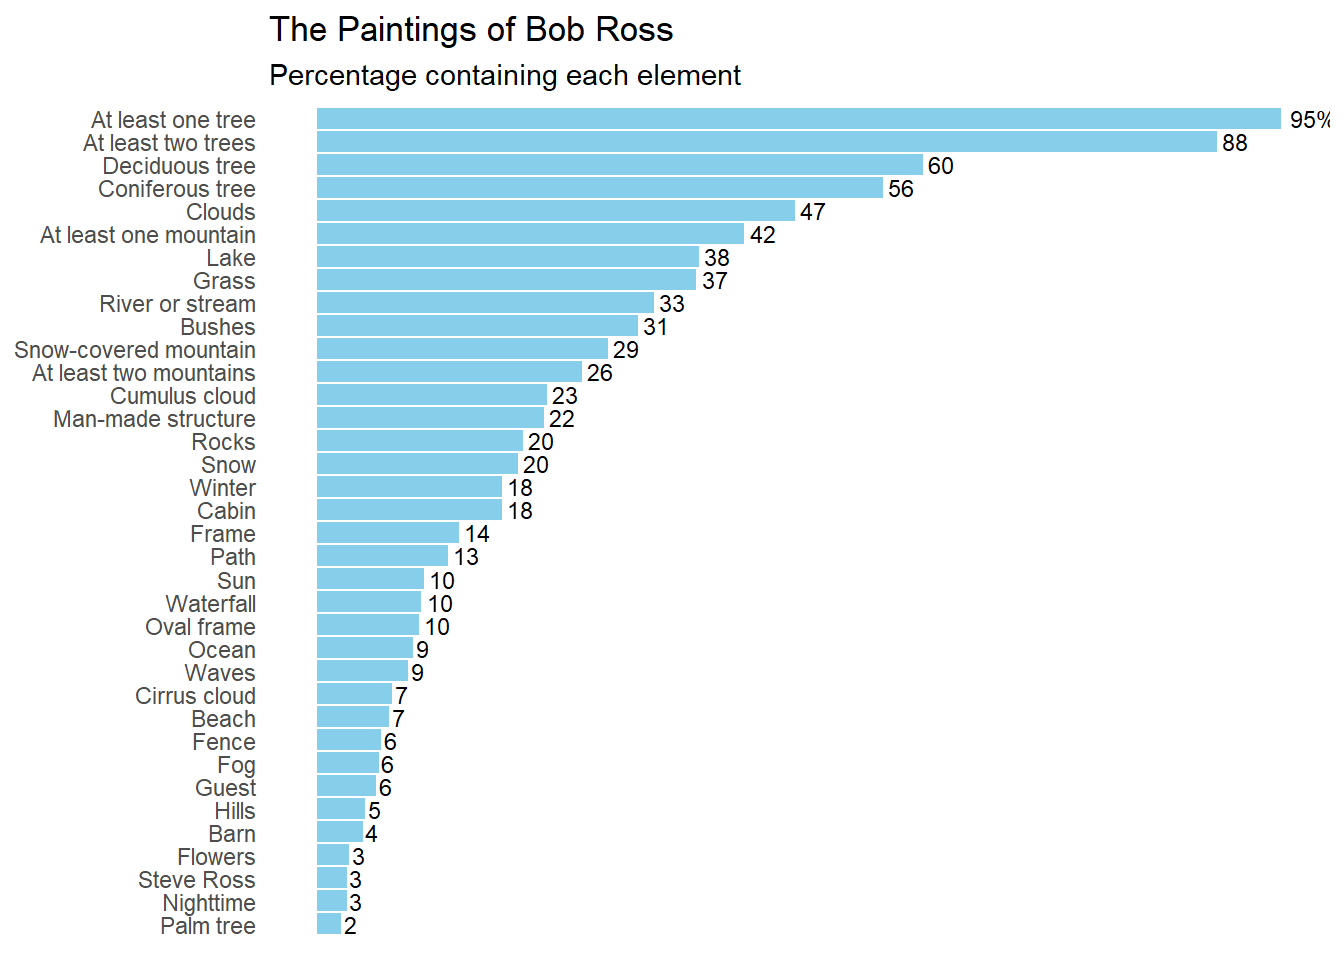 The Paintings of Bob Ross
Percentage containing each element
At least one tree 95%
At least two trees 88
Deciduous tree 60
Coniferous tree 56
Clouds 47
At least one mountain 42
Lake 38
Grass 37
River or stream 33
Bushes 31
Snow-covered mountain 29
At least two mountains 26
Cumulus cloud 23
Man-made structure 22
Rocks 20
Snow 20
Winter 18
Cabin 18
Frame 14
Path 13
Sun 10
Waterfall 10
Oval frame 10
Ocean 9
Waves 9
Cirrus cloud 7
Beach 7
Fence 6
Fog 6
Guest 6
Hills 5
Barn 4
Flowers 3
Steve Ross 3
Nighttime 3
Palm tree 2